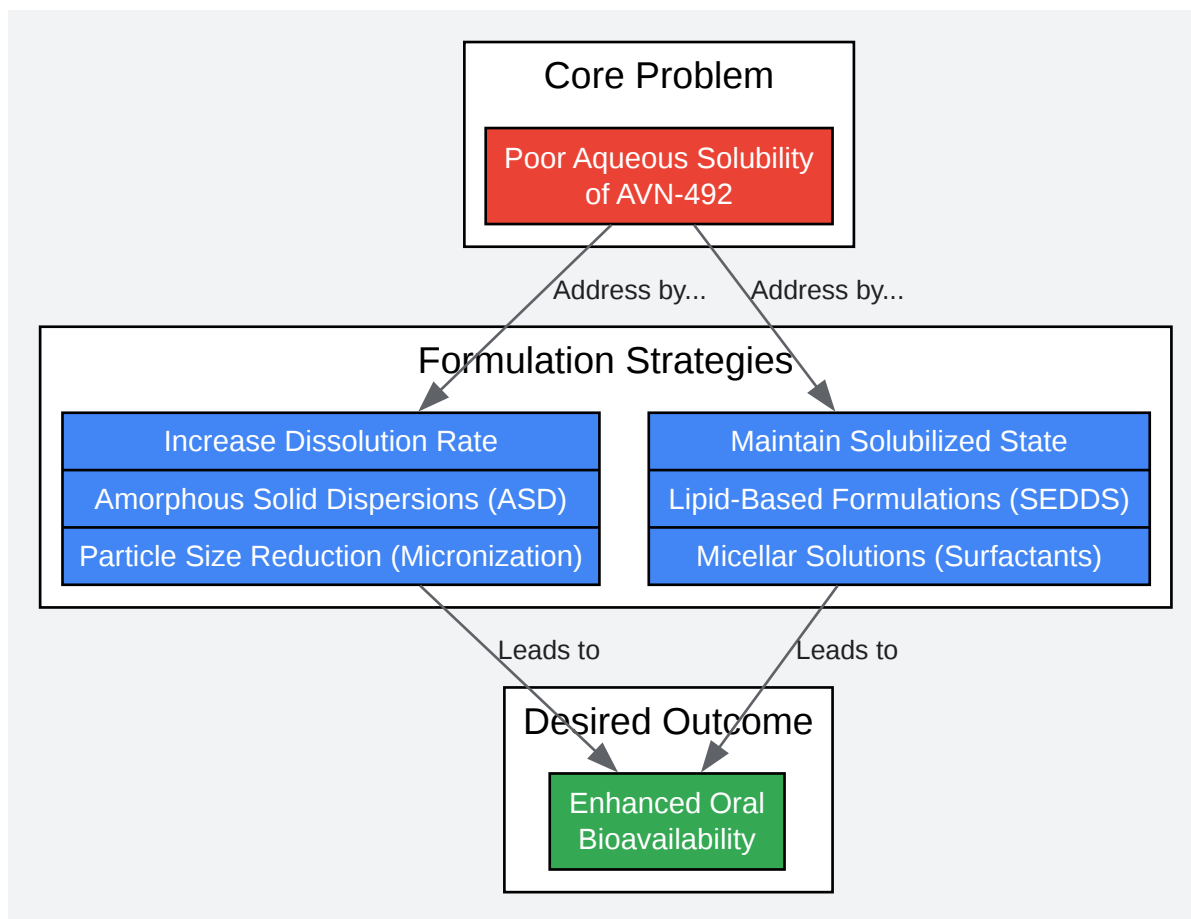 Core Problem
Poor Aqueous Solubility
of AVN-492
Address by...
Address by...
Formulation Strategies
Increase Dissolution Rate
Amorphous Solid Dispersions (ASD)
Particle Size Reduction (Micronization)
Maintain Solubilized State
Lipid-Based Formulations (SEDDS)
Micellar Solutions (Surfactants)
Leads to
Leads to
Desired Outcome
Enhanced Oral
Bioavailability